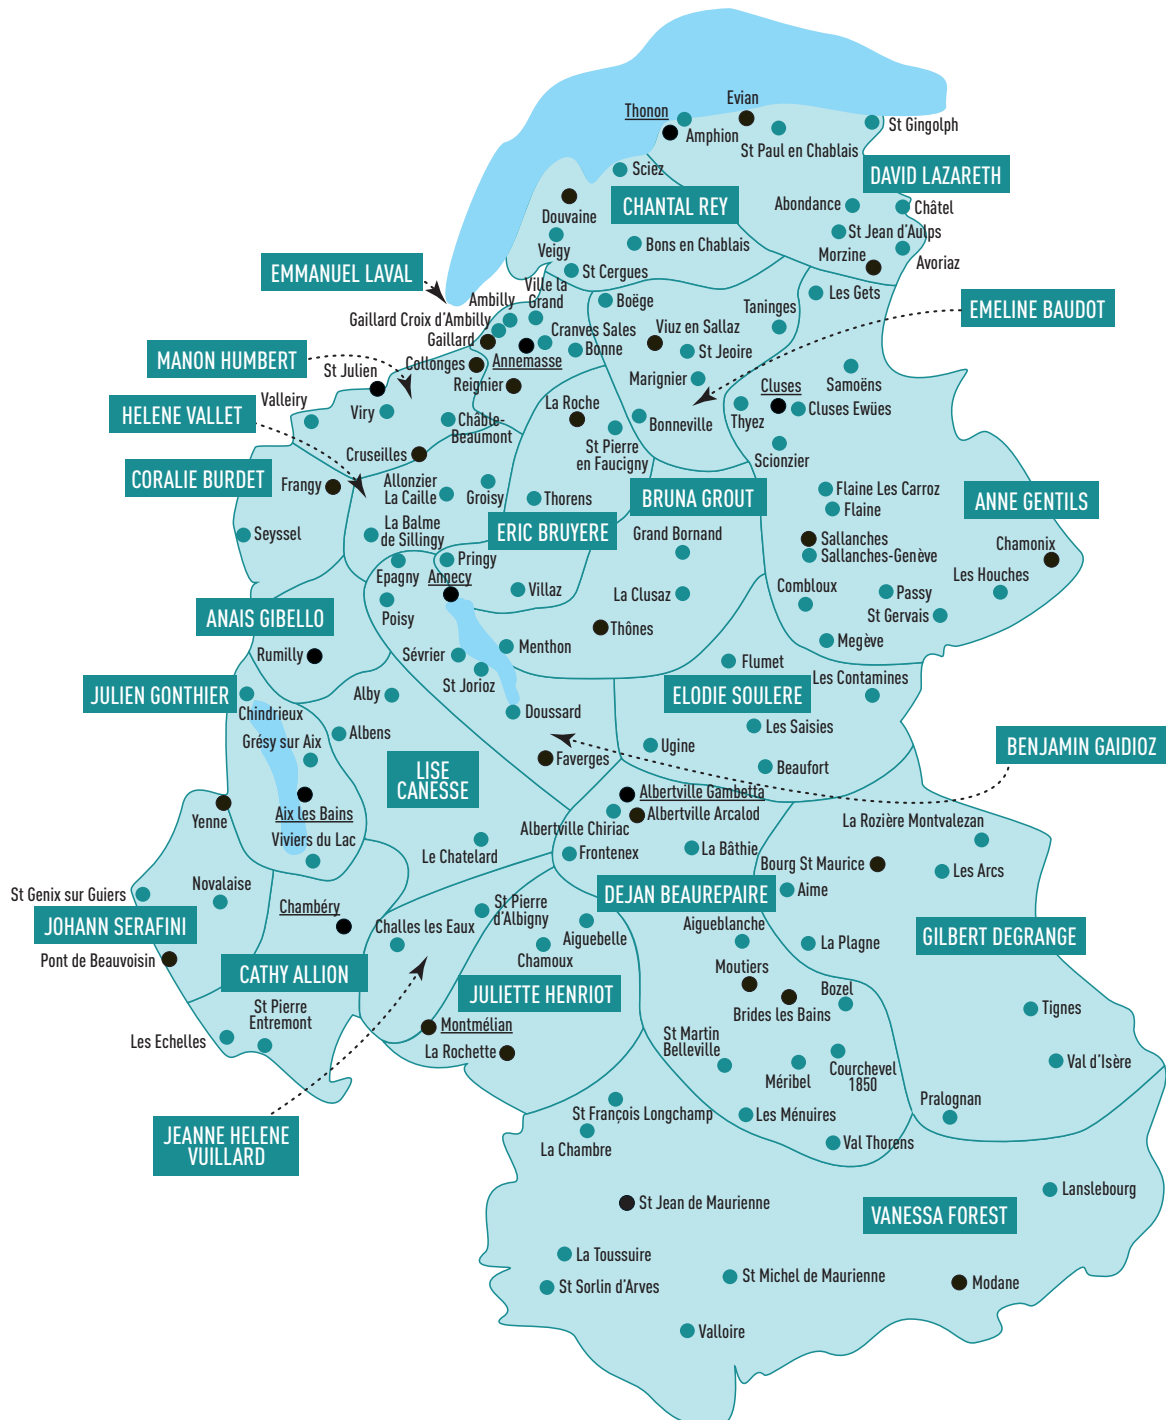 Evian
Thonon
Amphion
St Gingolph
St Paul en Chablais
Sciez
DAVID LAZARETH
CHANTAL REY
Douvaine
Abondance
Châtel
Veigy
Bons en Chablais
St Jean d'Aulps
Morzine
Avoriaz
EMMANUEL LAVAL
St Cergues
Ville la
Grand
Ambilly
Boëge
Les Gets
Taninges
EMELINE BAUDOT
Gaillard Croix d'Ambilly
Gaillard
Cranves Sales
Viuz en Sallaz
Bonne
St Jeoire
MANON HUMBERT
Collonges
Annemasse
St Julien
Reignier
Marignier
Samoëns
Cluses
Valleiry
HELENE VALLET
Viry
Châble-
Beaumont
La Roche
Bonneville
Thyez
Cluses Ewües
St Pierre
en Faucigny
Scionzier
Cruseilles
CORALIE BURDET
Frangy
Allonzier
La Caille
Groisy
Thorens
BRUNA GROUT
Flaine Les Carroz
Flaine
ANNE GENTILS
Seyssel
La Balme
de Sillingy
ERIC BRUYERE
Grand Bornand
Sallanches
Sallanches-Genève
Chamonix
Pringy
Epagny
Annecy
Villaz
La Clusaz
Combloux
Passy
Les Houches
ANAIS GIBELLO
Poisy
Thônes
St Gervais
Megève
Rumilly
Sévrier
Menthon
St Jorioz
Flumet
Les Contamines
JULIEN GONTHIER
Alby
ELODIE SOULERE
Chindrieux
Doussard
Albens
Les Saisies
Grésy sur Aix
Ugine
BENJAMIN GAIDIOZ
LISE
CANESSE
Faverges
Beaufort
Aix les Bains
Albertville Gambetta
Albertville Arcalod
Yenne
Albertville Chiriac
La Rozière Montvalezan
Viviers du Lac
Le Chatelard
Frontenex
La Bâthie
Bourg St Maurice
Les Arcs
St Genix sur Guiers
Novalaise
DEJAN BEAUREPAIRE
Aime
Chambéry
St Pierre
d'Albigny
JOHANN SERAFINI
Challes les Eaux
Aiguebelle
Aigueblanche
La Plagne
GILBERT DEGRANGE
Pont de Beauvoisin
CATHY ALLION
Chamoux
Moutiers
JULIETTE HENRIOT
Brides les Bains
Bozel
St Pierre
Entremont
Tignes
Les Echelles
Montmélian
La Rochette
St Martin
Belleville
Méribel
Courchevel
1850
Val d'Isère
Pralognan
JEANNE HELENE
VUILLARD
St François Longchamp
Les Ménuires
La Chambre
Val Thorens
Lanslebourg
St Jean de Maurienne
VANESSA FOREST
La Toussuire
St Sorlin d'Arves
St Michel de Maurienne
Modane
Valloire